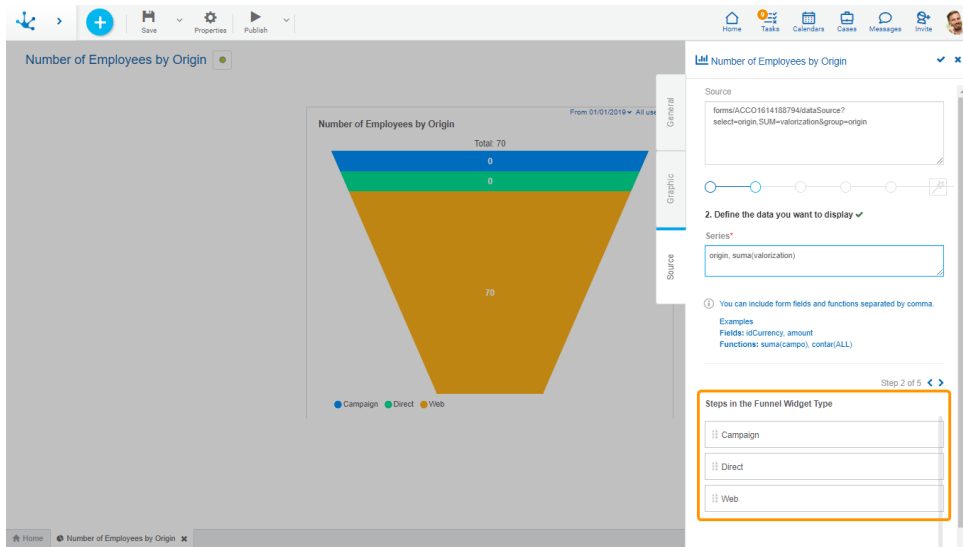 Save
Properties
Publish
Home
9
Tasks
Calendars
Cases
Messages
Invite
Number of Employees by Origin
Number of Employees by Origin
From 01/01/2019 All use
Total: 70
0
0
70
Campaign Direct Web
General
Graphic
Source
Number of Employees by Origin
Source
forms/ACCO1614188794/dataSource?
select=origin,SUM=valorization&group=origin
2. Define the data you want to display
Series*
origin, suma(valorization)
You can include form fields and functions separated by comma.
Examples
Fields: idCurrency, amount
Functions: suma(campo), contar(ALL)
Step 2 of 5
Steps in the Funnel Widget Type
Campaign
Direct
Web
Home
Number of Employees by Origin